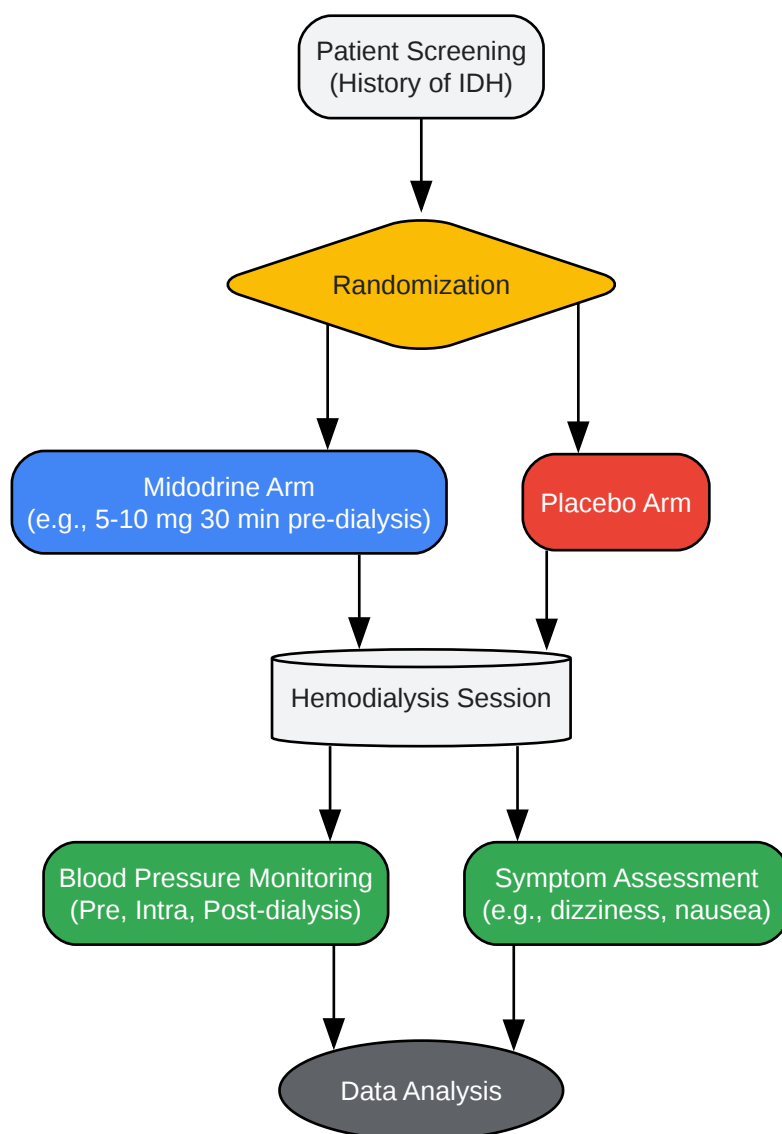 Patient Screening
(History of IDH)
Randomization
Midodrine Arm
(e.g., 5-10 mg 30 min pre-dialysis)
Placebo Arm
Hemodialysis Session
Blood Pressure Monitoring
(Pre, Intra, Post-dialysis)
Symptom Assessment
(e.g., dizziness, nausea)
Data Analysis